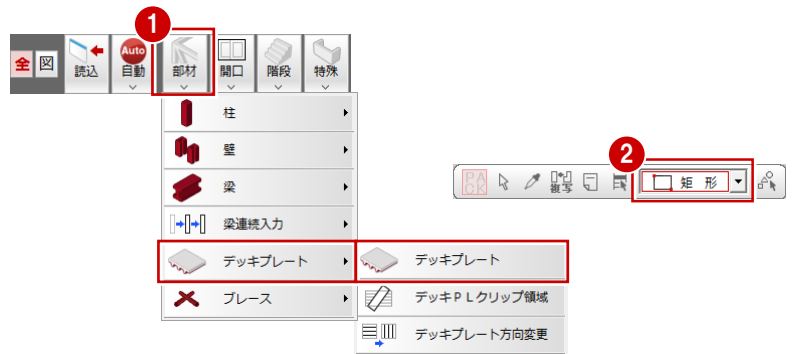 1
全 図 読込 Auto 自動 部材 開口 階段 特殊
柱
壁
梁
梁連続入力
デッキプレート
ブレース
デッキプレート
デッキＰＬクリップ領域
デッキプレート方向変更
2
PA
CK
複写
矩 形